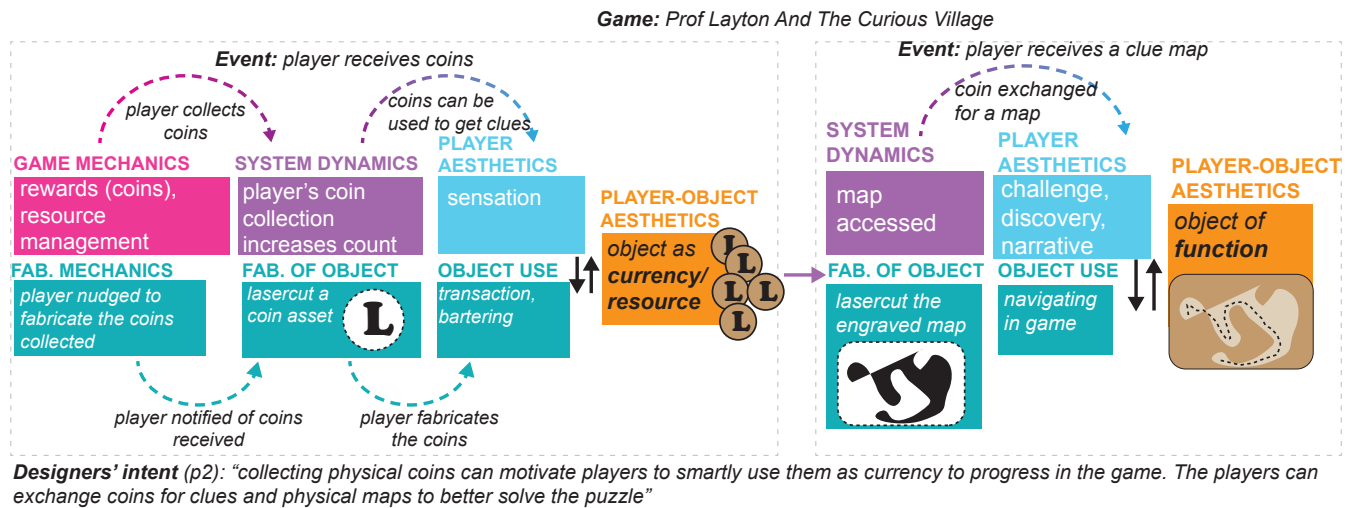 Game: Prof Layton And The Curious Village
Event: player receives coins
player collects
coins
coins can be
used to get clues
GAME MECHANICS
rewards (coins),
resource
management
SYSTEM DYNAMICS
player's coin
collection
increases count
PLAYER
AESTHETICS
sensation
PLAYER-OBJECT
AESTHETICS
object as
currency/
resource
L
L
L
L
L
FAB. MECHANICS
player nudged to
fabricate the coins
collected
FAB. OF OBJECT
lasercut a
coin asset
L
OBJECT USE
transaction,
bartering
player notified of coins
received
player fabricates
the coins
Event: player receives a clue map
coin exchanged
for a map
SYSTEM
DYNAMICS
map
accessed
PLAYER
AESTHETICS
challenge,
discovery,
narrative
PLAYER-OBJECT
AESTHETICS
object of
function
FAB. OF OBJECT
lasercut the
engraved map
OBJECT USE
navigating
in game
Designers' intent (p2): “collecting physical coins can motivate players to smartly use them as currency to progress in the game. The players can
exchange coins for clues and physical maps to better solve the puzzle”